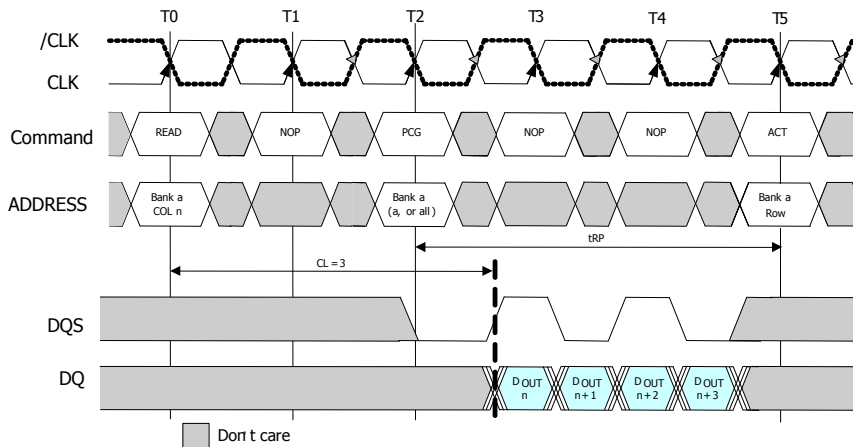 T0 T1 T2 T3 T4 T5
/CLK
CLK
Command READ NOP PCG NOP NOP ACT
ADDRESS Bank a COL n Bank a (a, or all) Bank a Row
tRP
CL = 3
DQS
DQ DOUT n DOUT n+1 DOUT n+2 DOUT n+3
Don't care